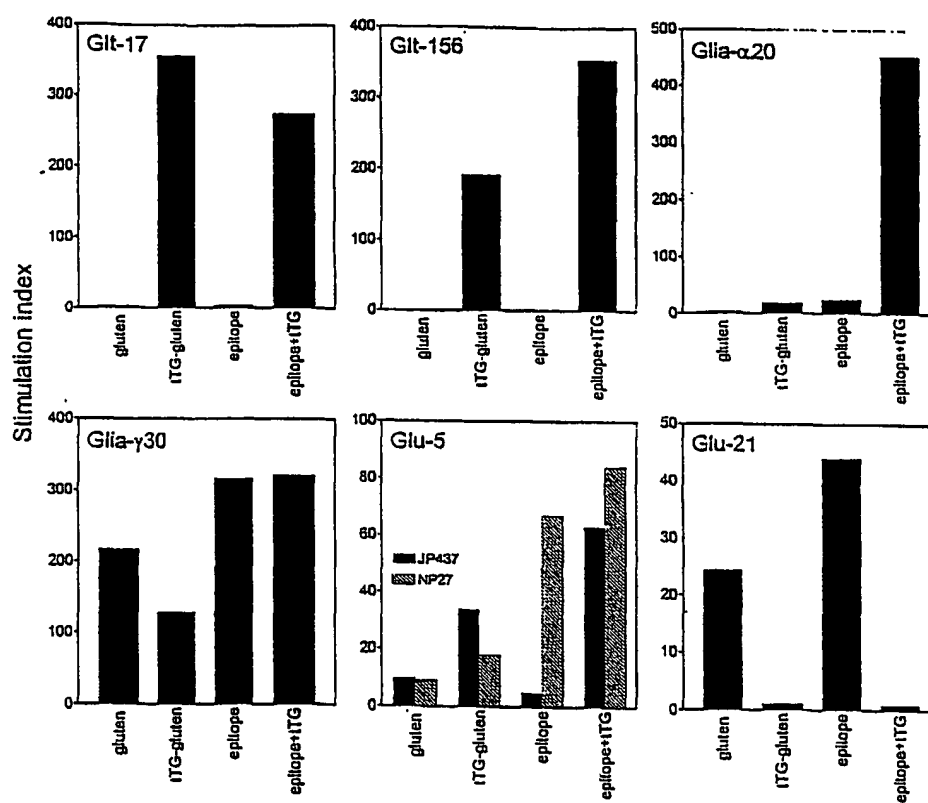 Stimulation index
Glt-17
400
300
200
100
0
gluten
tTG-gluten
epitope
epitope+tTG
Glt-156
400
300
200
100
0
gluten
tTG-gluten
epitope
epitope+tTG
Glia-α20
500
400
300
200
100
0
gluten
tTG-gluten
epitope
epitope+tTG
Glia-γ30
400
300
200
100
0
gluten
tTG-gluten
epitope
epitope+tTG
Glu-5
100
80
60
40
20
0
JP437
NP27
gluten
tTG-gluten
epitope
epitope+tTG
Glu-21
50
40
30
20
10
0
gluten
tTG-gluten
epitope
epitope+tTG